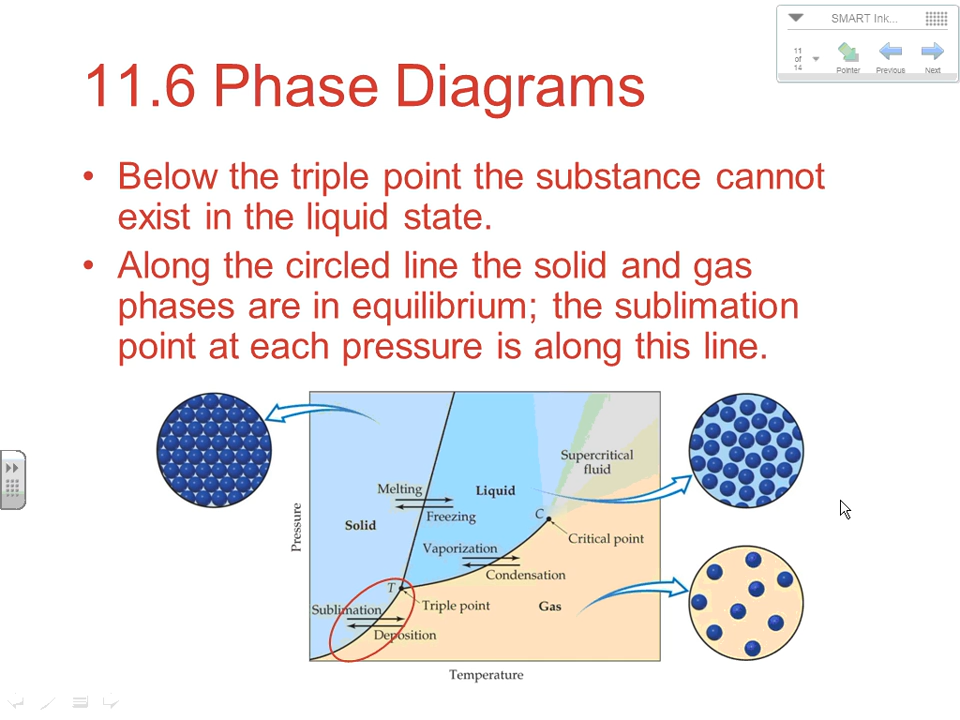 SMART Ink...
11
of
14
Pointer
Previous
Next
11.6 Phase Diagrams
• Below the triple point the substance cannot
exist in the liquid state.
• Along the circled line the solid and gas
phases are in equilibrium; the sublimation
point at each pressure is along this line.
Supercritical
fluid
Melting
Liquid
Freezing
Solid
C
Critical point
Vaporization
Condensation
T
Triple point
Gas
Sublimation
Deposition
Pressure
Temperature